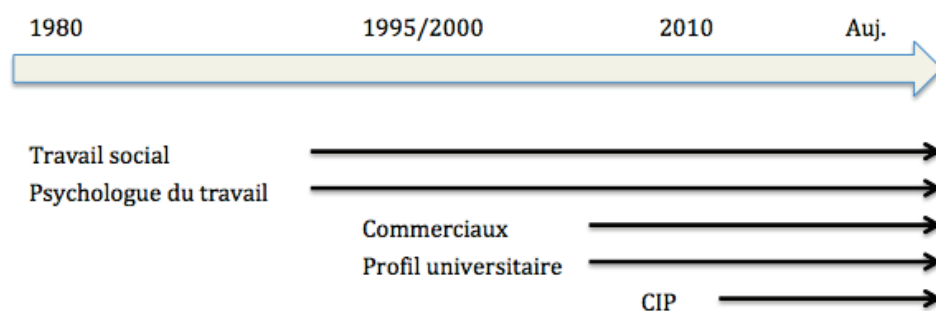 1980 1995/2000 2010 Auj.
Travail social
Psychologue du travail
Commerciaux
Profil universitaire
CIP